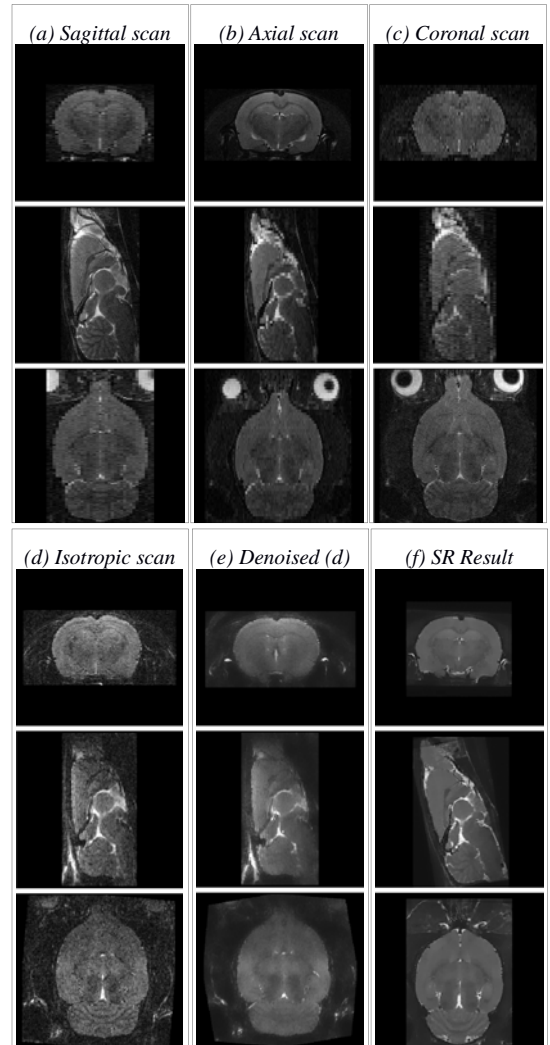 (a) Sagittal scan (b) Axial scan (c) Coronal scan
(d) Isotropic scan (e) Denoised (d) (f) SR Result